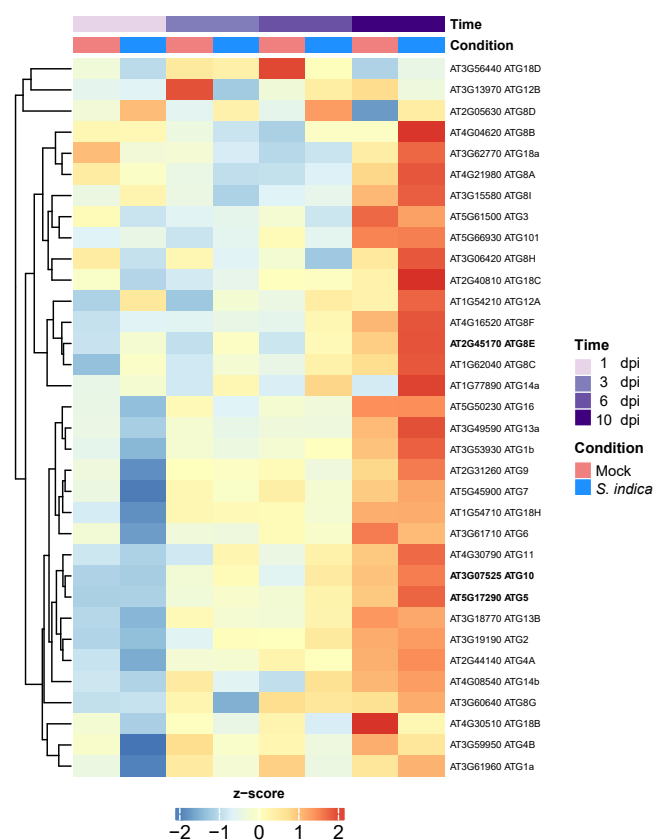 Time
Condition
AT3G56440 ATG18D
AT3G13970 ATG12B
AT2G05630 ATG8D
AT4G04620 ATG8B
AT3G62770 ATG18a
AT4G21980 ATG8A
AT3G15580 ATG8I
AT5G61500 ATG3
AT5G66930 ATG101
AT3G06420 ATG8H
AT2G40810 ATG18C
AT1G54210 ATG12A
AT4G16520 ATG8F
AT2G45170 ATG8E
AT1G62040 ATG8C
AT1G77890 ATG14a
AT5G50230 ATG16
AT3G49590 ATG13a
AT3G53930 ATG1b
AT2G31260 ATG9
AT5G45900 ATG7
AT1G54710 ATG18H
AT3G61710 ATG6
AT4G30790 ATG11
AT3G07525 ATG10
AT5G17290 ATG5
AT3G18770 ATG13B
AT3G19190 ATG2
AT2G44140 ATG4A
AT4G08540 ATG14b
AT3G60640 ATG8G
AT4G30510 ATG18B
AT3G59950 ATG4B
AT3G61960 ATG1a
Time
1 dpi
3 dpi
6 dpi
10 dpi
Condition
Mock
S. indica
z−score
−2 −1 0 1 2